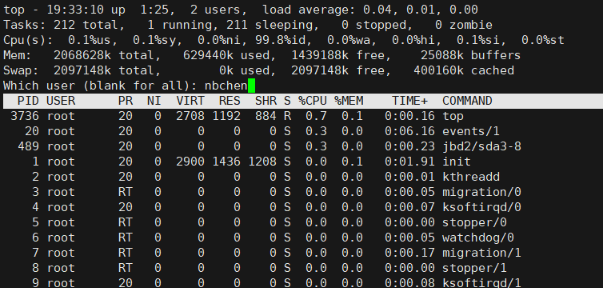 top - 19:33:10 up  1:25,  2 users,  load average: 0.04, 0.01, 0.00
Tasks: 212 total,   1 running, 211 sleeping,   0 stopped,   0 zombie
Cpu(s):  0.1%us,  0.1%sy,  0.0%ni, 99.8%id,  0.0%wa,  0.0%hi,  0.1%si,  0.0%st
Mem:   2068628k total,   629440k used,  1439188k free,    25088k buffers
Swap:  2097148k total,        0k used,  2097148k free,   400160k cached
Which user (blank for all): nbchen
  PID USER      PR  NI  VIRT  RES  SHR S %CPU %MEM    TIME+  COMMAND
 3736 root      20   0  2708 1192  884 R  0.7  0.1   0:00.16 top
   20 root      20   0     0    0    0 S  0.3  0.0   0:06.16 events/1
  489 root      20   0     0    0    0 S  0.3  0.0   0:00.23 jbd2/sda3-8
    1 root      20   0  2900 1436 1208 S  0.0  0.1   0:01.91 init
    2 root      20   0     0    0    0 S  0.0  0.0   0:00.01 kthreadd
    3 root      RT   0     0    0    0 S  0.0  0.0   0:00.05 migration/0
    4 root      20   0     0    0    0 S  0.0  0.0   0:00.07 ksoftirqd/0
    5 root      RT   0     0    0    0 S  0.0  0.0   0:00.00 stopper/0
    6 root      RT   0     0    0    0 S  0.0  0.0   0:00.05 watchdog/0
    7 root      RT   0     0    0    0 S  0.0  0.0   0:00.17 migration/1
    8 root      RT   0     0    0    0 S  0.0  0.0   0:00.00 stopper/1
    9 root      20   0     0    0    0 S  0.0  0.0   0:00.08 ksoftirqd/1